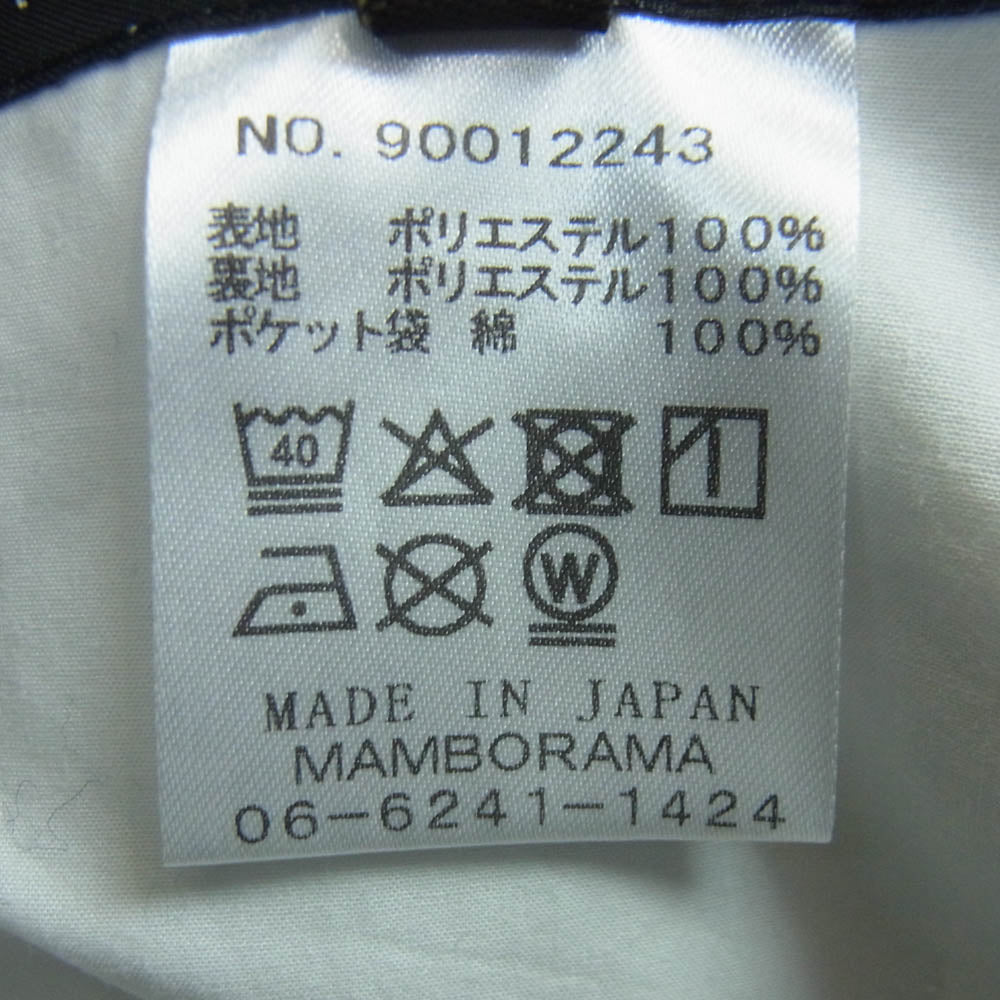 NO. 90012243
表地 ポリエステル100%
裏地 ポリエステル100%
ポケット袋 綿 100%
40
W
MADE IN JAPAN
MAMBORAMA
06-6241-1424